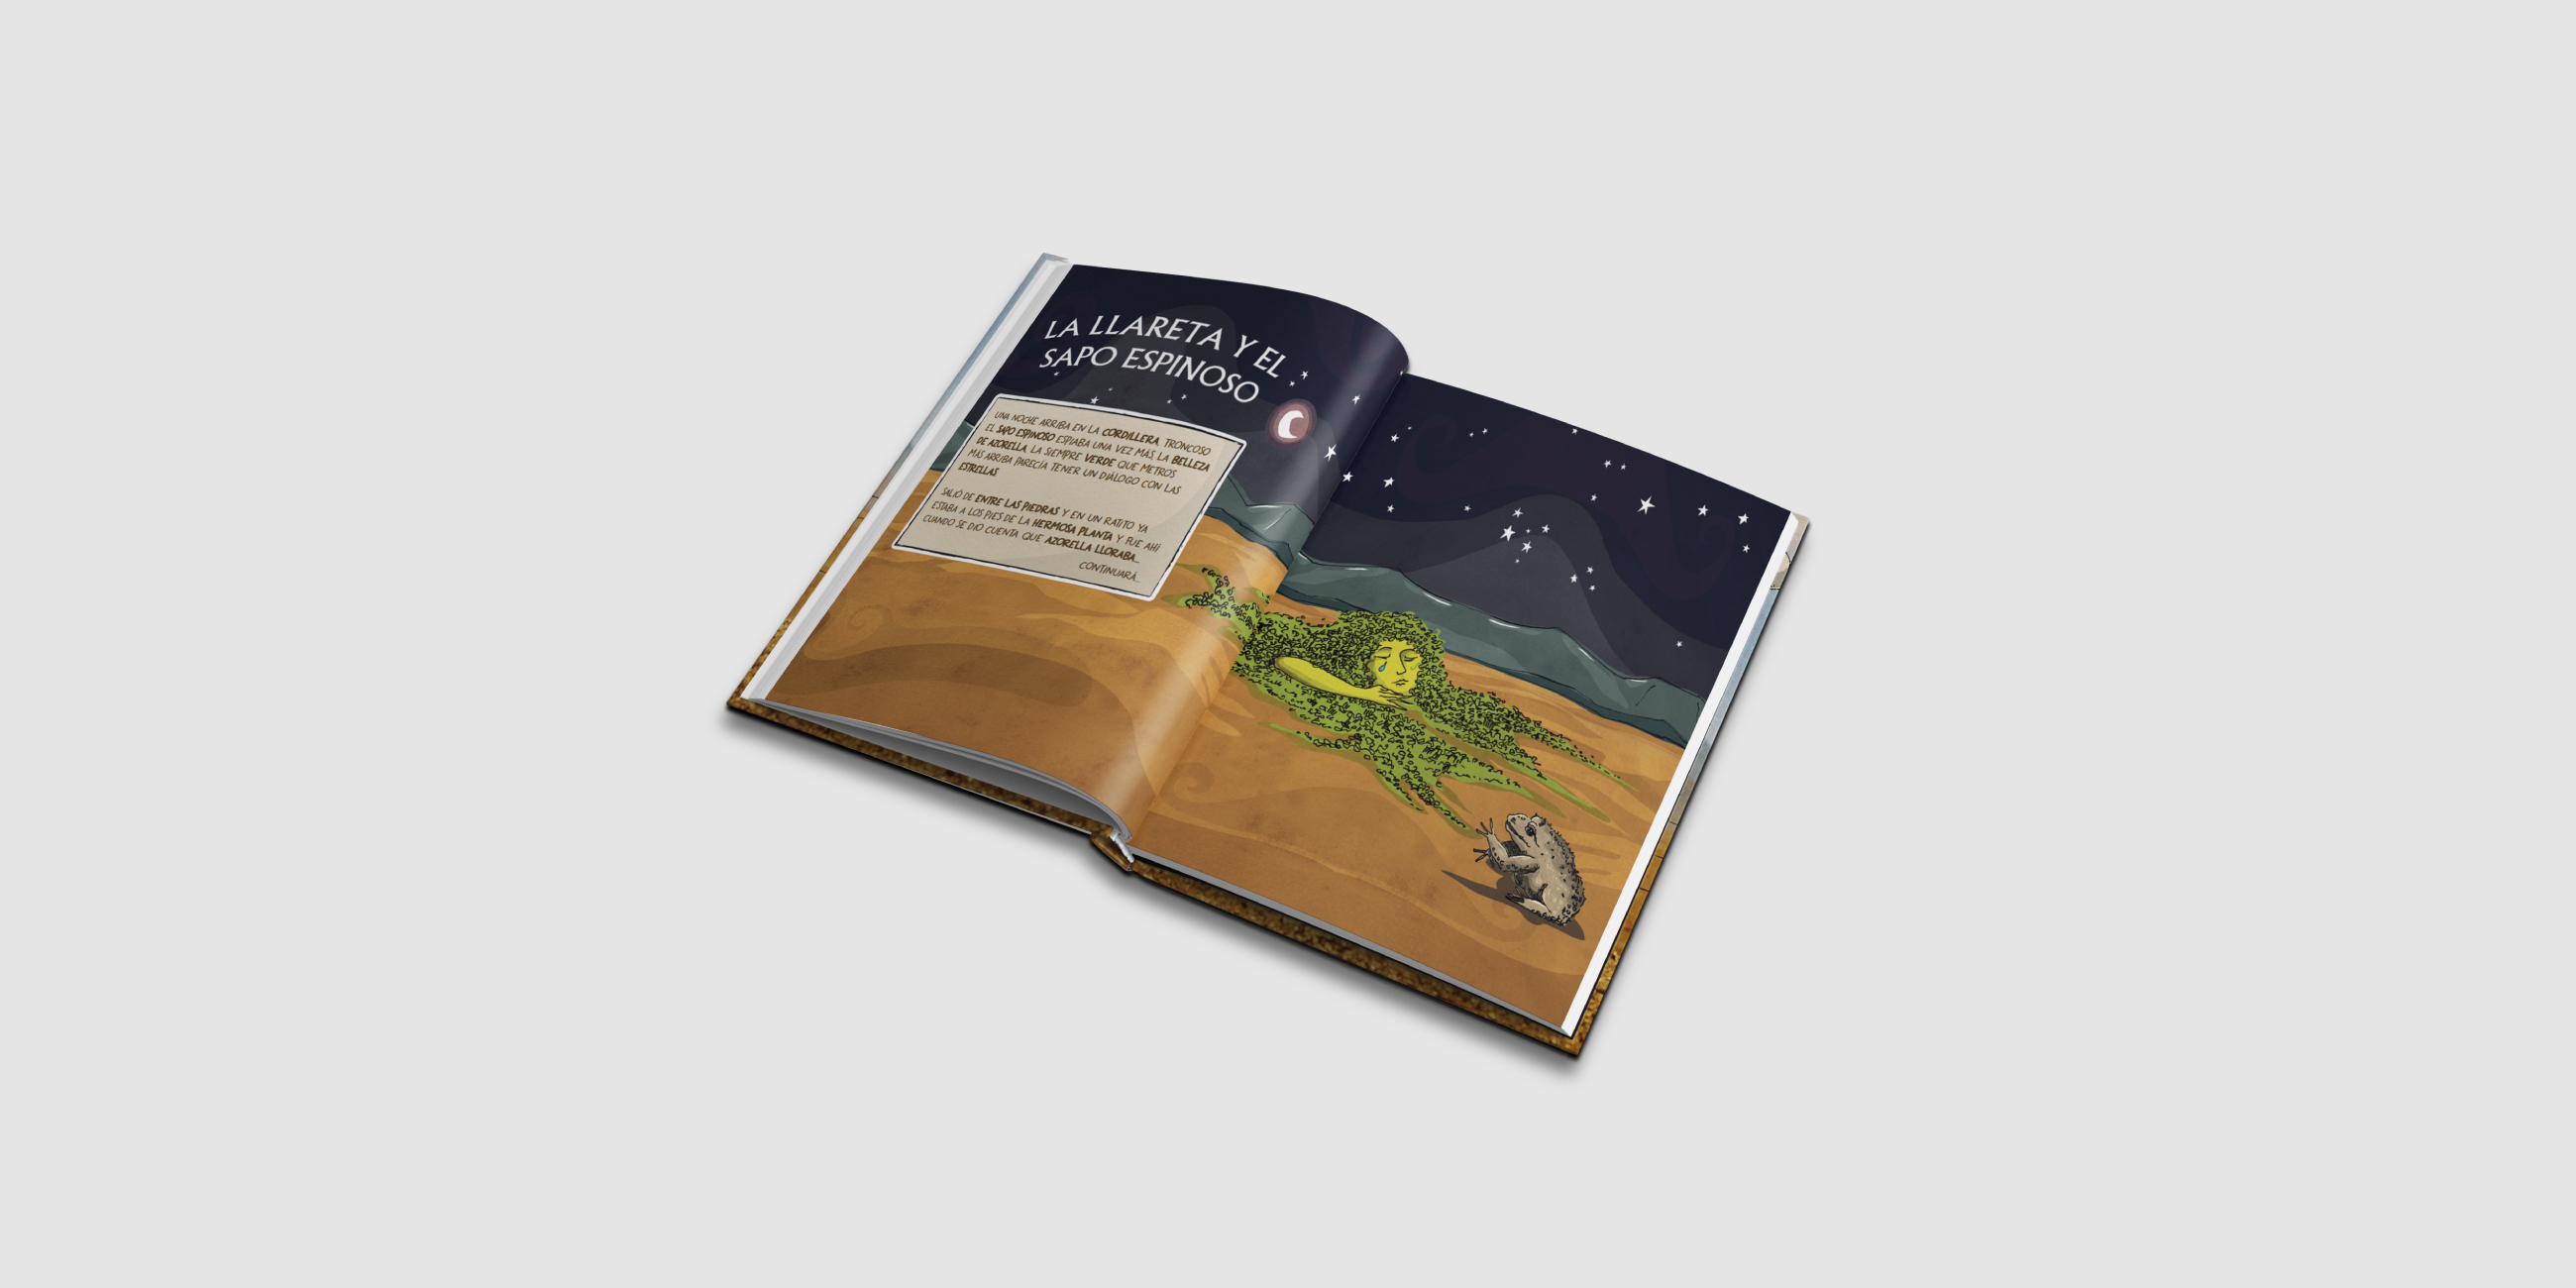 LA LLARETA Y EL
SAPO ESPINOSO
UNA NOCHE ARRIBA EN LA CORDILLERA, TRONCOSO
EL SAPO ESPINOSO ESPIABA UNA VEZ MÁS, LA BELLEZA
DE AZORELLA, LA SIEMPRE VERDE QUE METROS
MÁS ARRIBA PARECÍA TENER UN DIÁLOGO CON LAS
ESTRELLAS
SALIÓ DE ENTRE LAS PIEDRAS Y EN UN RATITO YA
ESTABA A LOS PIES DE LA HERMOSA PLANTA Y FUE AHÍ
CUANDO SE DIO CUENTA QUE AZORELLA LLORABA...
CONTINUARÁ...